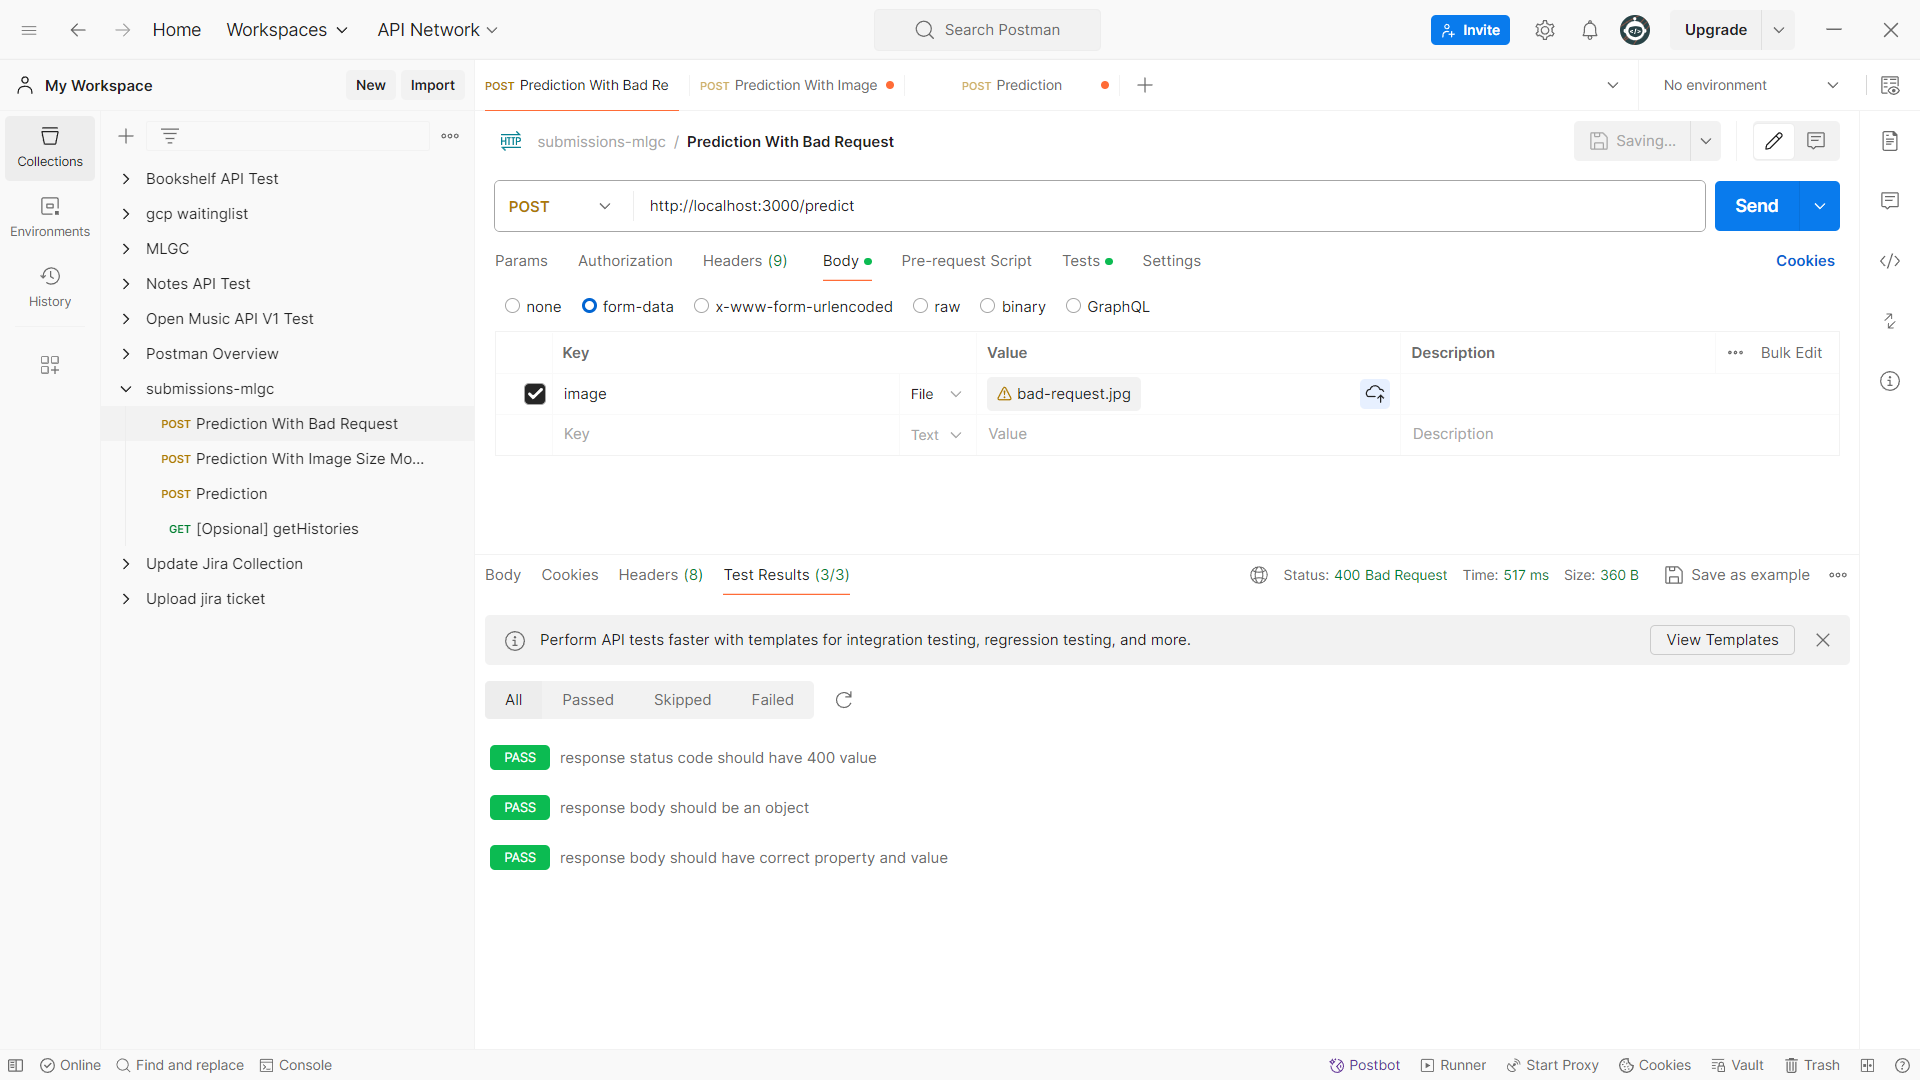 Home Workspaces API Network Search Postman Invite Upgrade
My Workspace New Import POST Prediction With Bad Re POST Prediction With Image POST Prediction No environment
Collections
Environments
History
Bookshelf API Test
gcp waitinglist
MLGC
Notes API Test
Open Music API V1 Test
Postman Overview
submissions-mlgc
POST Prediction With Bad Request
POST Prediction With Image Size Mo...
POST Prediction
GET [Opsional] getHistories
Update Jira Collection
Upload jira ticket
HTTP submissions-mlgc / Prediction With Bad Request Saving...
POST http://localhost:3000/predict Send
Params Authorization Headers (9) Body Pre-request Script Tests Settings Cookies
none form-data x-www-form-urlencoded raw binary GraphQL
Key Value Description Bulk Edit
image File bad-request.jpg
Key Text Value Description
Body Cookies Headers (8) Test Results (3/3) Status: 400 Bad Request Time: 517 ms Size: 360 B Save as example
Perform API tests faster with templates for integration testing, regression testing, and more. View Templates
All Passed Skipped Failed
PASS response status code should have 400 value
PASS response body should be an object
PASS response body should have correct property and value
Online Find and replace Console Postbot Runner Start Proxy Cookies Vault Trash